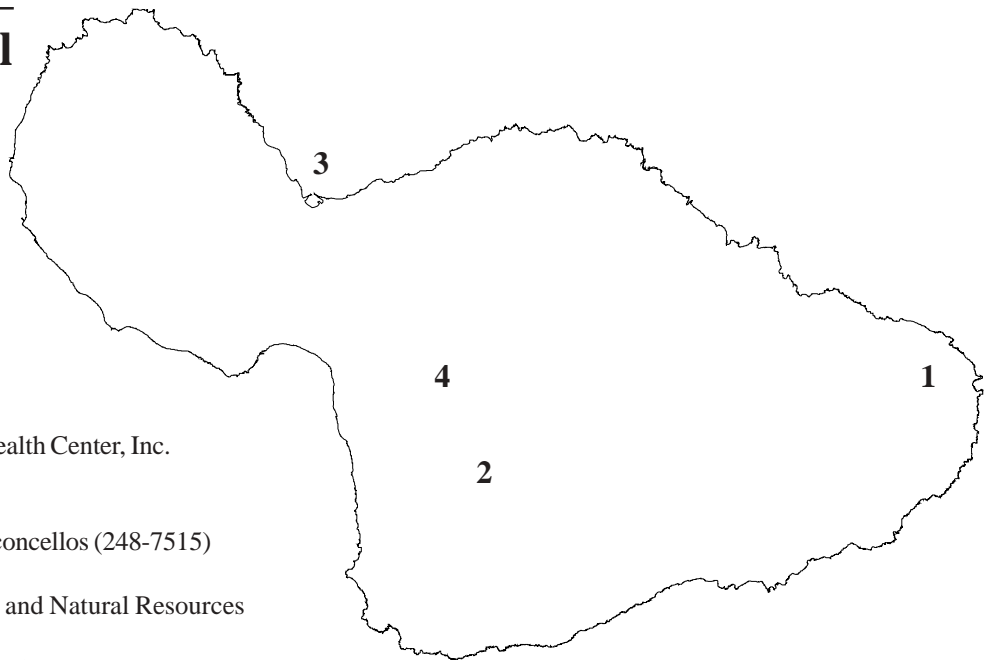 l
3
4
1
ealth Center, Inc.
2
concellos (248-7515)
and Natural Resources